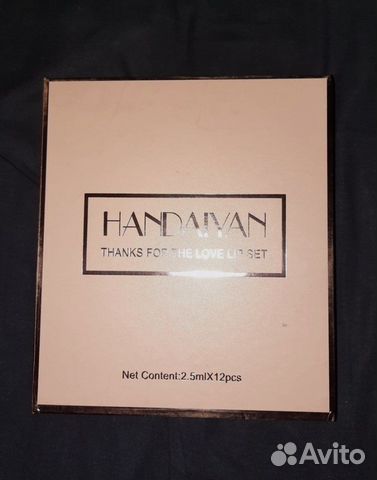 HANDAIYAN
THANKS FOR THE LOVE LIP SET
Net Content:2.5mlX12pcs
Avito